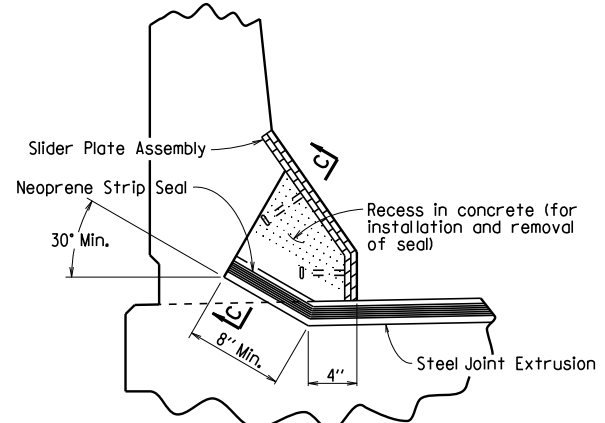 Slider Plate Assembly
C
Neoprene Strip Seal
Recess in concrete (for
installation and removal
of seal)
30° Min.
C
8'' Min.
4''
Steel Joint Extrusion